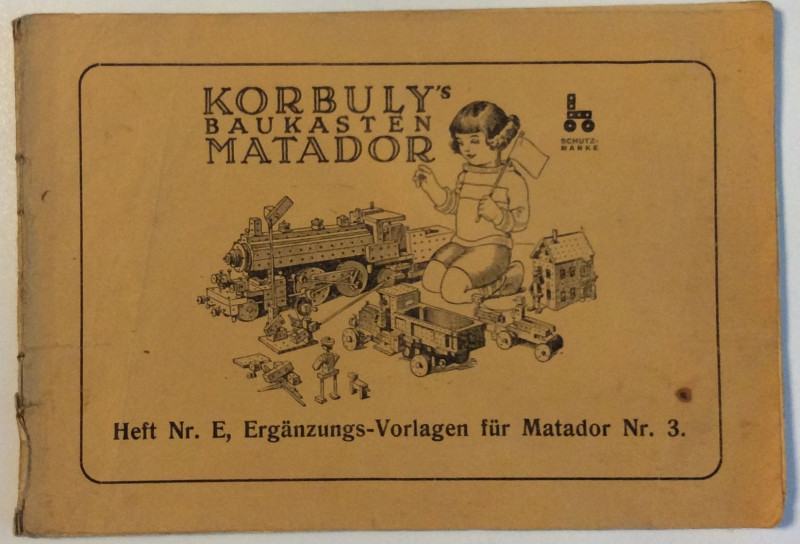 KORBULY's
BAUKASTEN
MATADOR
SCHUTZ-
MARKE
Heft Nr. E, Ergänzungs-Vorlagen für Matador Nr. 3.